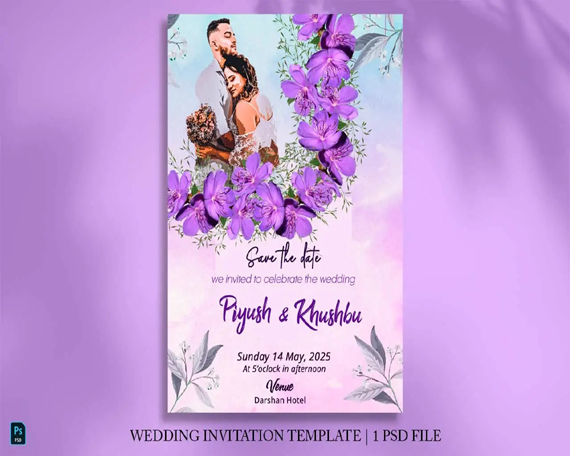 Save the date
we invited to celebrate the wedding
Piyush & Khushbu
Sunday 14 May, 2025
At 5'oclock in afternoon
Venue
Darshan Hotel
Ps
PSD
WEDDING INVITATION TEMPLATE | 1 PSD FILE